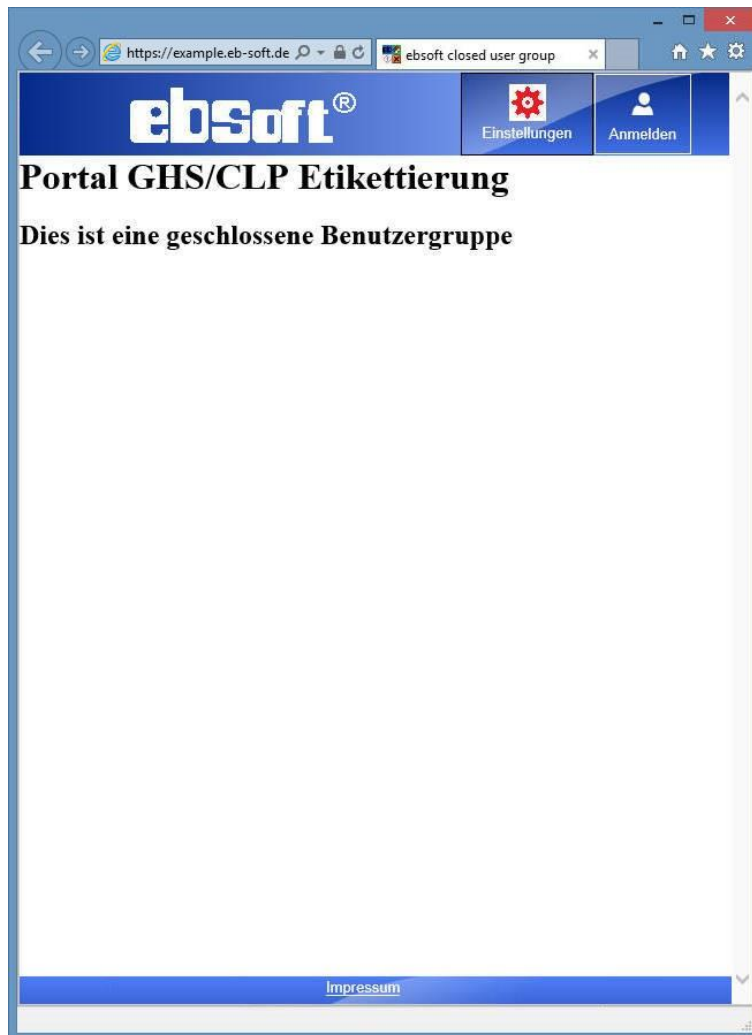 https://example.eb-soft.de
ebsoft closed user group
ebsoft®
Einstellungen
Anmelden
Portal GHS/CLP Etikettierung
Dies ist eine geschlossene Benutzergruppe
Impressum